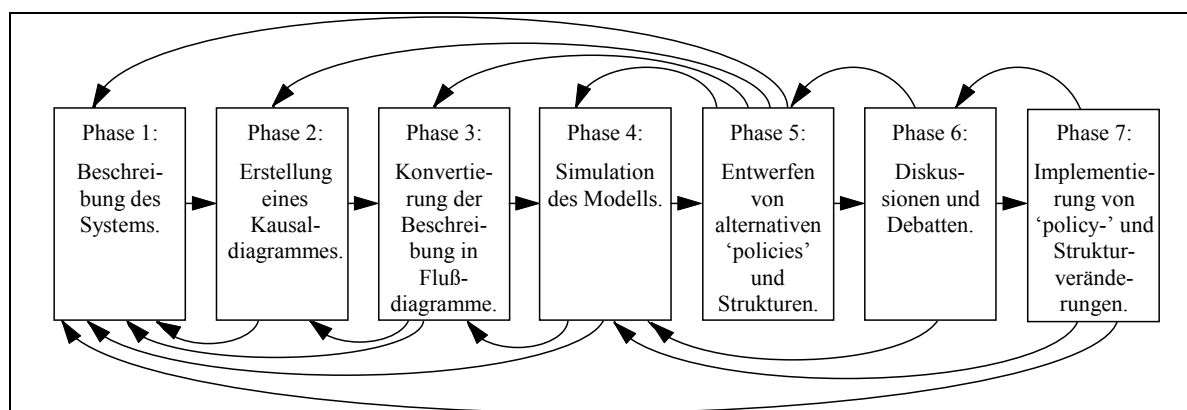 Phase 1:
Beschrei-
bung des
Systems.
Phase 2:
Erstellung
eines
Kausal-
diagrammes.
Phase 3:
Konvertie-
rung der
Beschrei-
bung in
Fluß-
diagramme.
Phase 4:
Simulation
des Modells.
Phase 5:
Entwerfen
von
alternativen
‘policies’
und
Strukturen.
Phase 6:
Diskus-
sionen und
Debatten.
Phase 7:
Implementie-
rung von
‘policy-’ und
Struktur-
verände-
rungen.